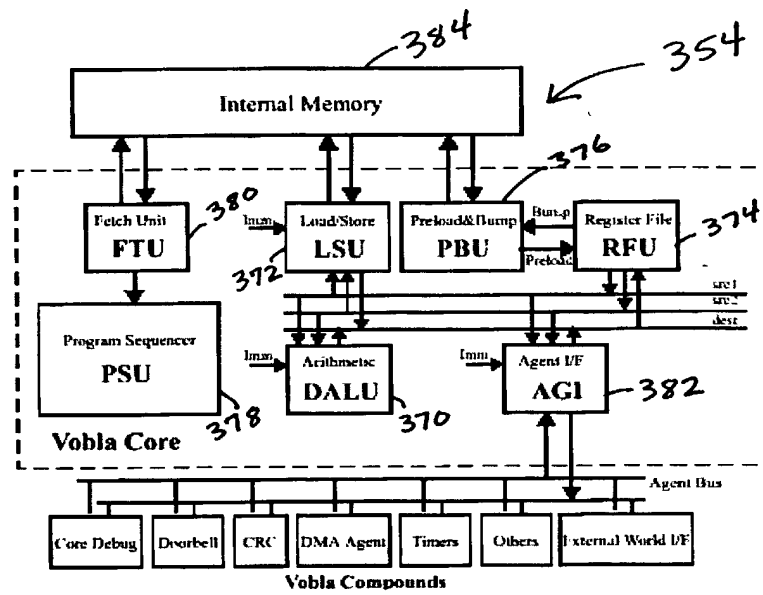 384
354
Internal Memory
376
Fetch Unit
FTU
380
Imm
Load/Store
LSU
372
Preload&Bump
PBU
Bump
Preload
Register File
RFU
374
src1
src2
dest
Program Sequencer
PSU
378
Imm
Arithmetic
DALU
370
Imm
Agent I/F
AGI
382
Vobla Core
Agent Bus
Core Debug
Doorbell
CRC
DMA Agent
Timers
Others
External World I/F
Vobla Compounds